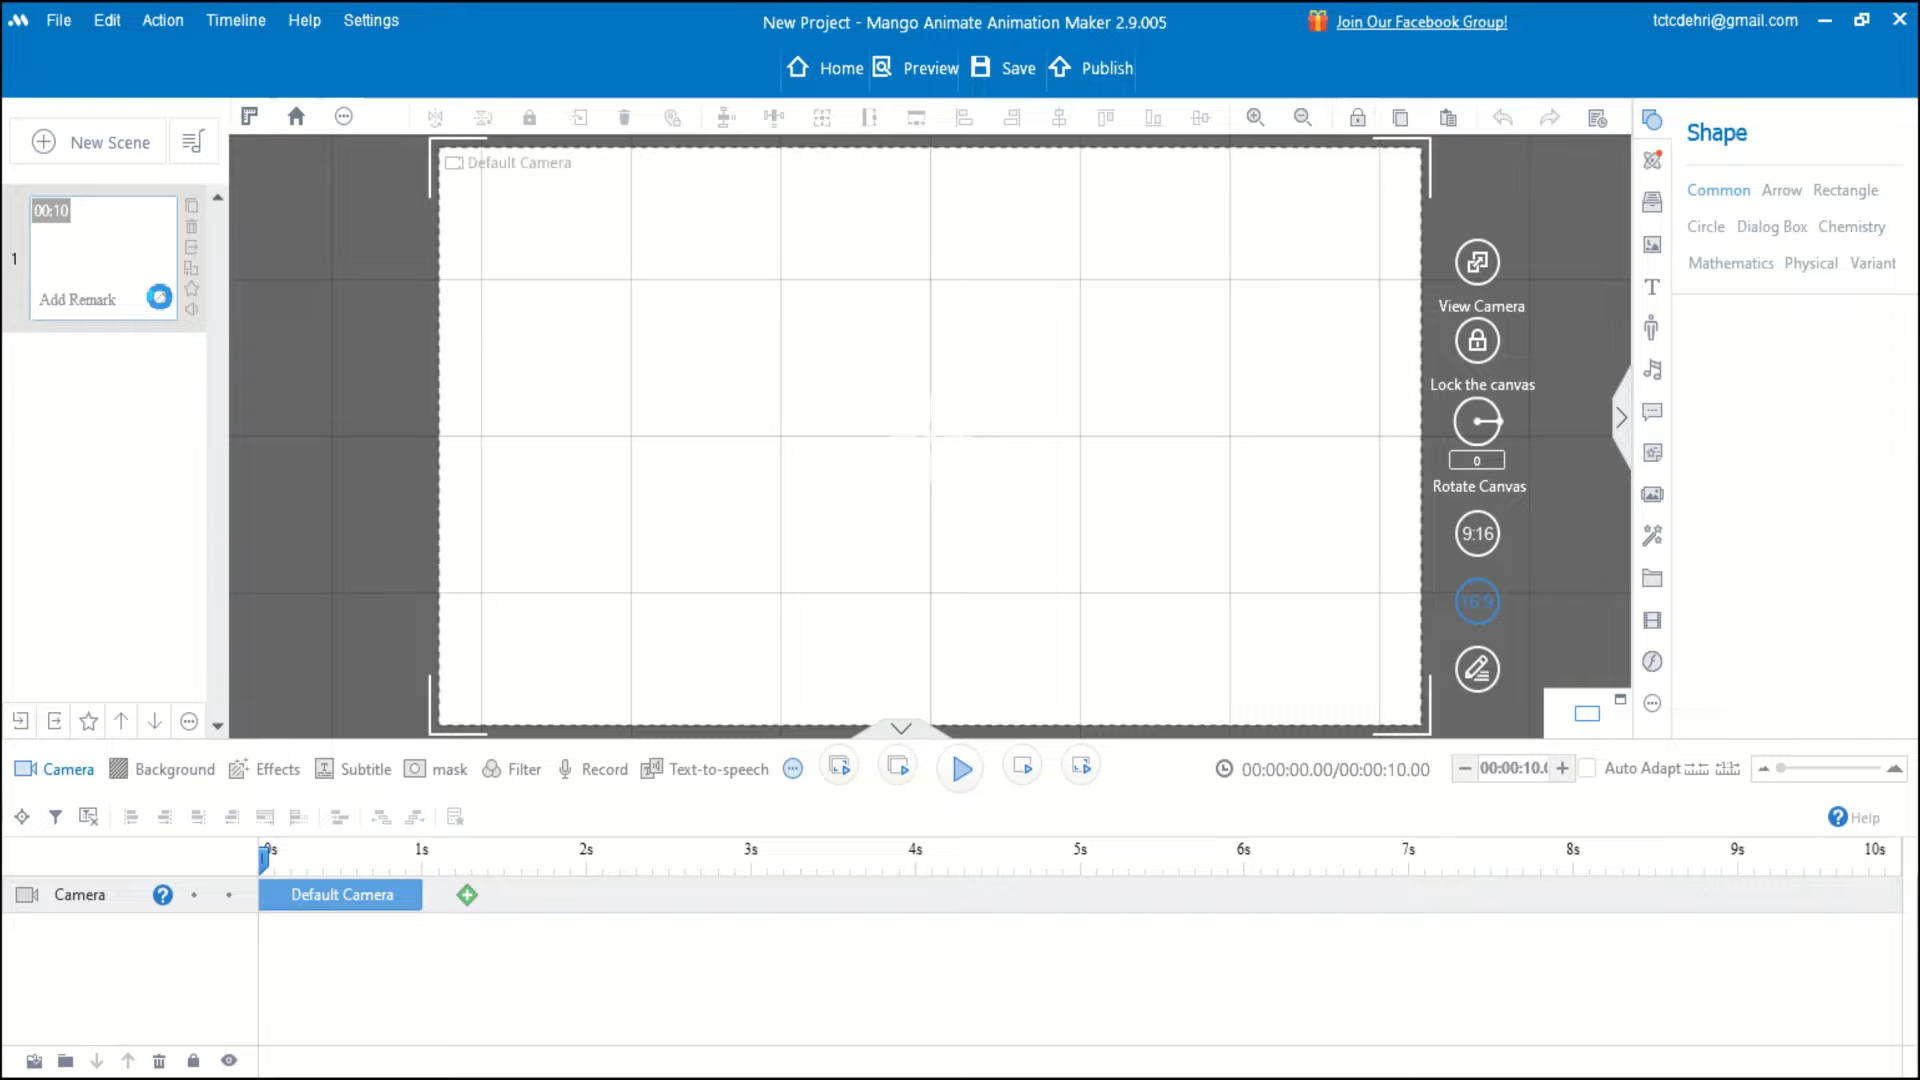 File Edit Action Timeline Help Settings
New Project - Mango Animate Animation Maker 2.9.005
Join Our Facebook Group!
tctcdehri@gmail.com
Home Preview Save Publish
New Scene
00:10
1
Add Remark
Default Camera
View Camera
Lock the canvas
0
Rotate Canvas
9:16
16:9
Shape
Common Arrow Rectangle
Circle Dialog Box Chemistry
Mathematics Physical Variant
Camera Background Effects Subtitle mask Filter Record Text-to-speech
00:00:00.00/00:00:10.00
00:00:10.
Auto Adapt
Help
0s 1s 2s 3s 4s 5s 6s 7s 8s 9s 10s
Camera
Default Camera